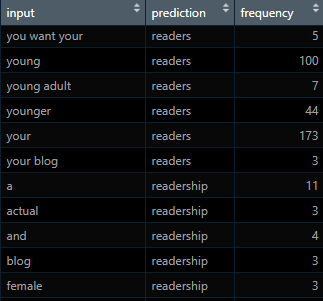 input prediction frequency
you want your readers 5
young readers 100
young adult readers 7
younger readers 44
your readers 173
your blog readers 3
a readership 11
actual readership 3
and readership 4
blog readership 3
female readership 3